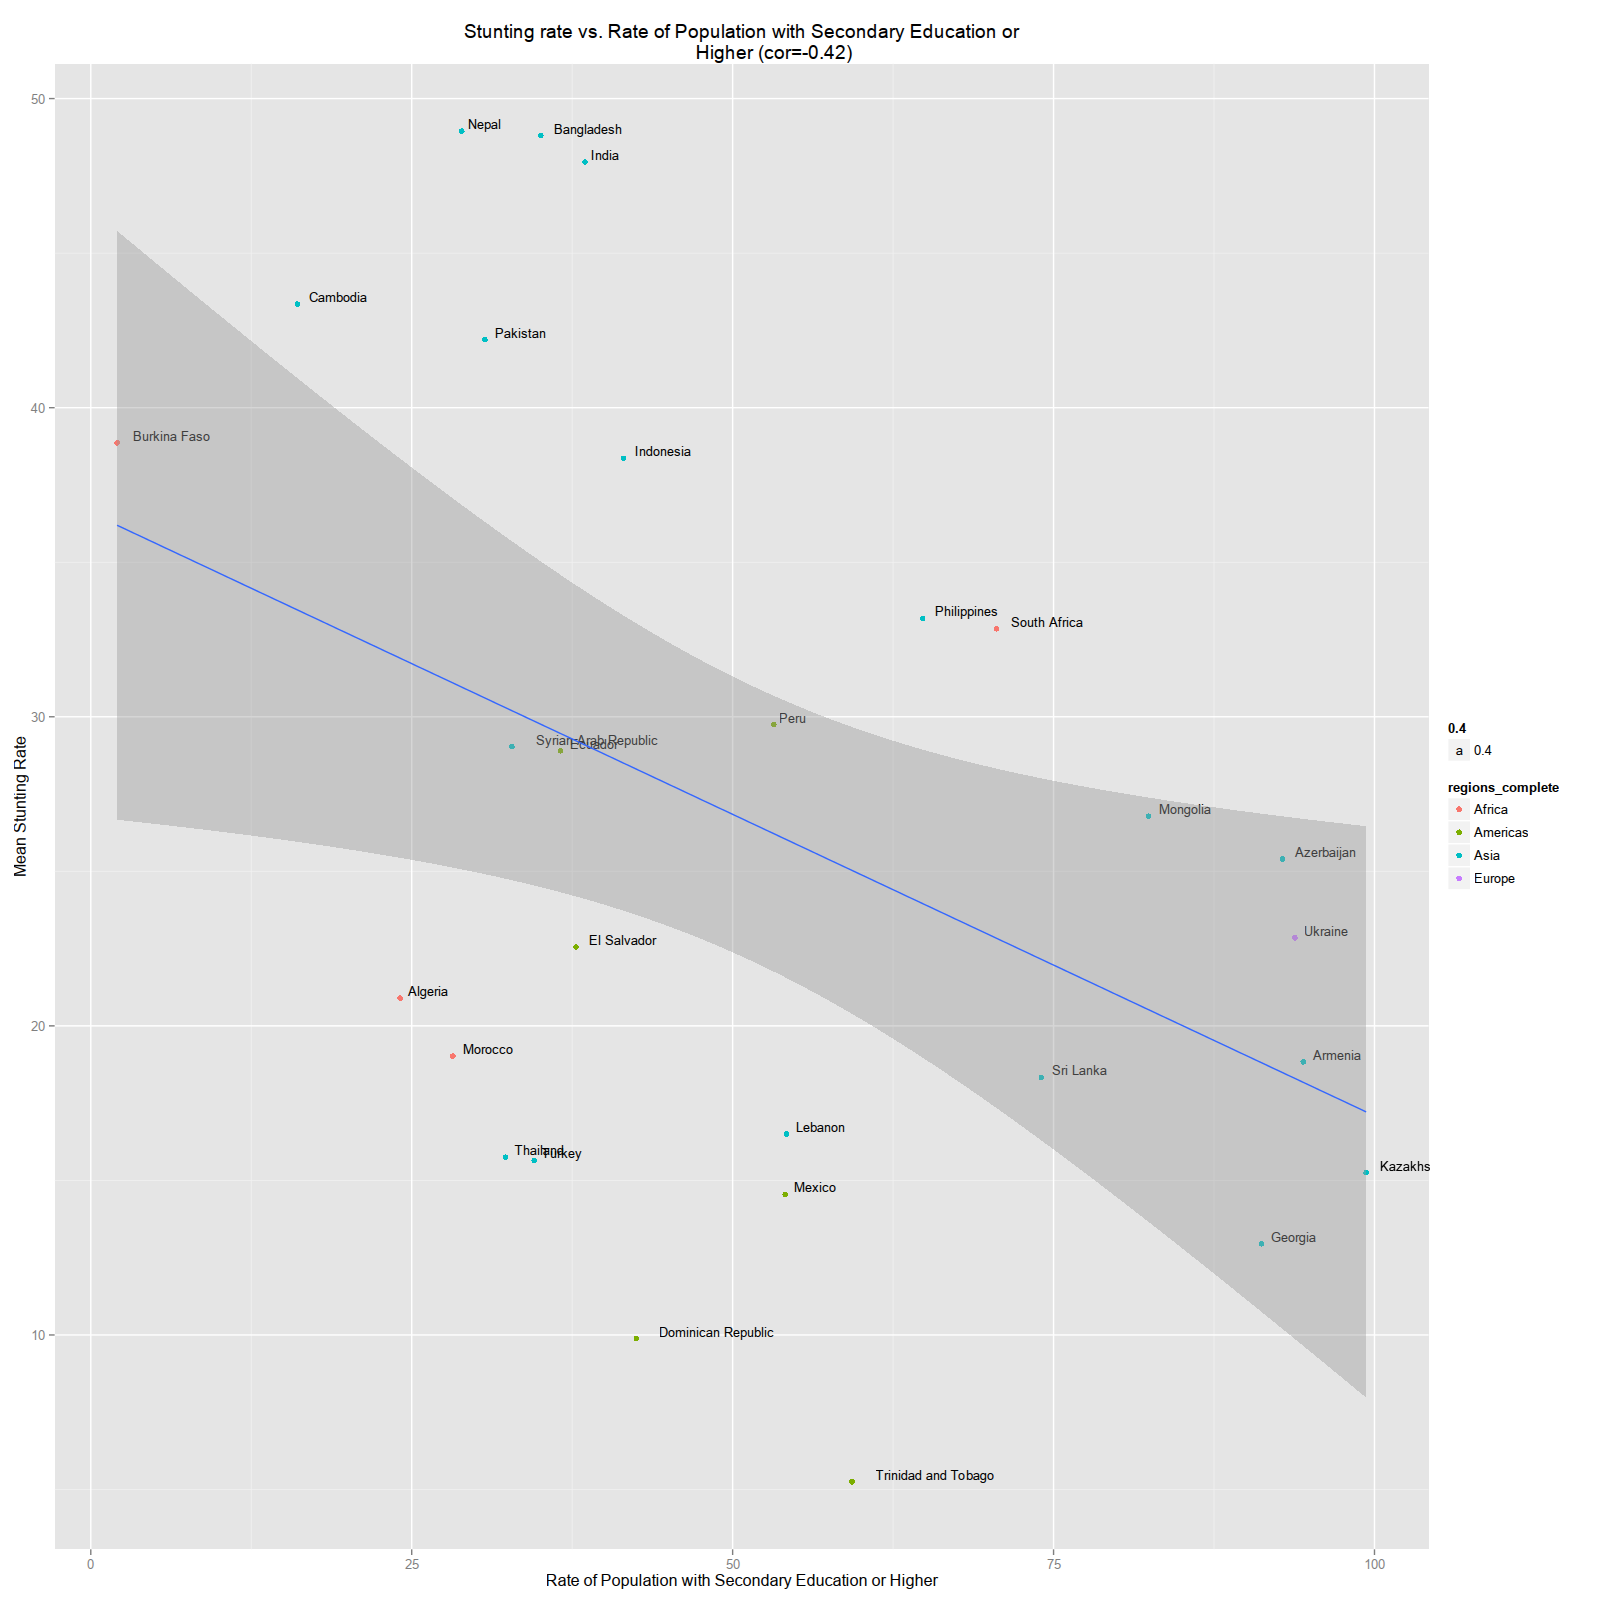 Stunting rate vs. Rate of Population with Secondary Education or
Higher (cor=-0.42)
50
Nepal
Bangladesh
India
Cambodia
Pakistan
40
Burkina Faso
Indonesia
Philippines
South Africa
30
Peru
Syrian Arab Republic
Ecuador
Mongolia
Azerbaijan
Ukraine
El Salvador
Algeria
20
Morocco
Armenia
Sri Lanka
Lebanon
Thailand
Turkey
Kazakhs
Mexico
Georgia
10
Dominican Republic
Trinidad and Tobago
0
25
50
75
100
Rate of Population with Secondary Education or Higher
Mean Stunting Rate
0.4
a 0.4
regions_complete
Africa
Americas
Asia
Europe